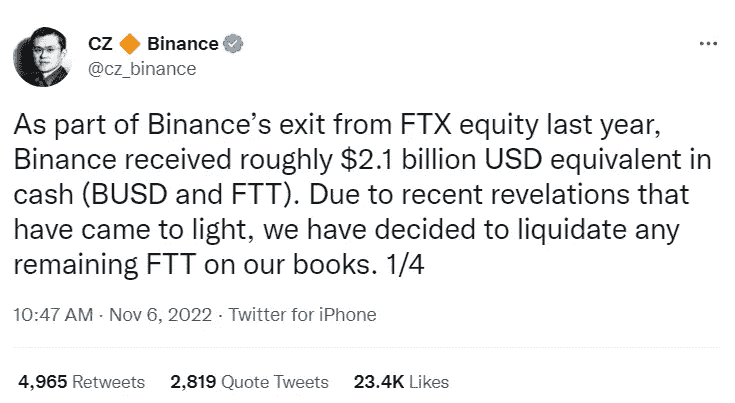 CZ 🔶 Binance
@cz_binance
As part of Binance’s exit from FTX equity last year,
Binance received roughly $2.1 billion USD equivalent in
cash (BUSD and FTT). Due to recent revelations that
have came to light, we have decided to liquidate any
remaining FTT on our books. 1/4
10:47 AM · Nov 6, 2022 · Twitter for iPhone
4,965 Retweets 2,819 Quote Tweets 23.4K Likes